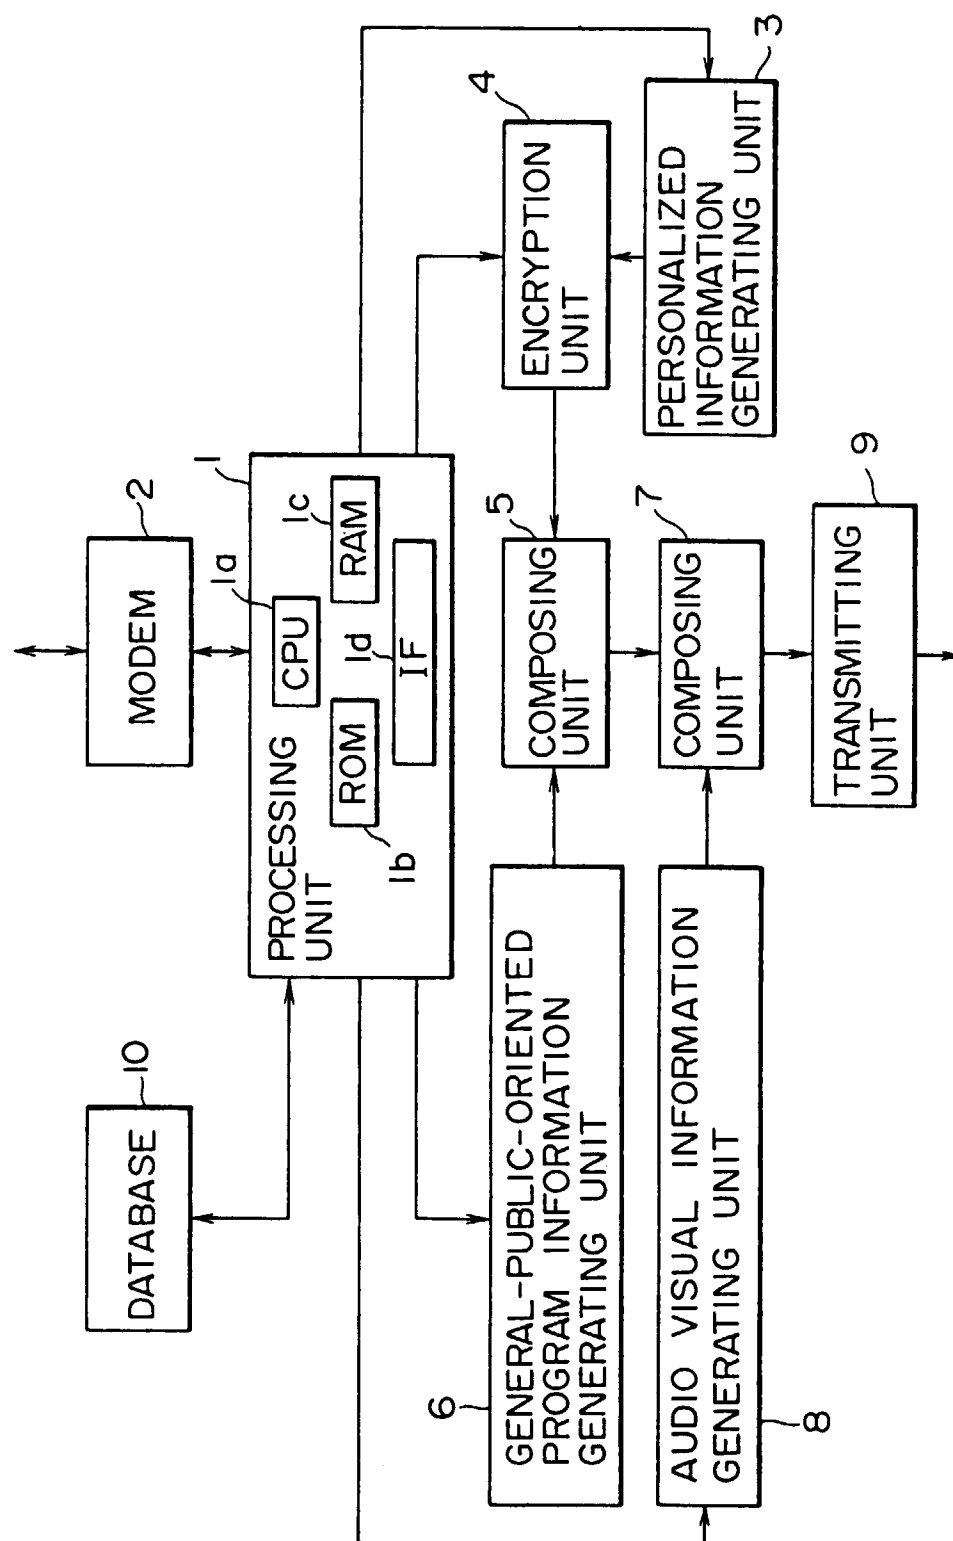 DATABASE
10
MODEM
2
PROCESSING
UNIT
1
CPU
1a
ROM
1b
RAM
1c
IF
1d
ENCRYPTION
UNIT
4
PERSONALIZED
INFORMATION
GENERATING UNIT
3
GENERAL-PUBLIC-ORIENTED
PROGRAM INFORMATION
GENERATING UNIT
6
COMPOSING
UNIT
5
AUDIO VISUAL INFORMATION
GENERATING UNIT
8
COMPOSING
UNIT
7
TRANSMITTING
UNIT
9